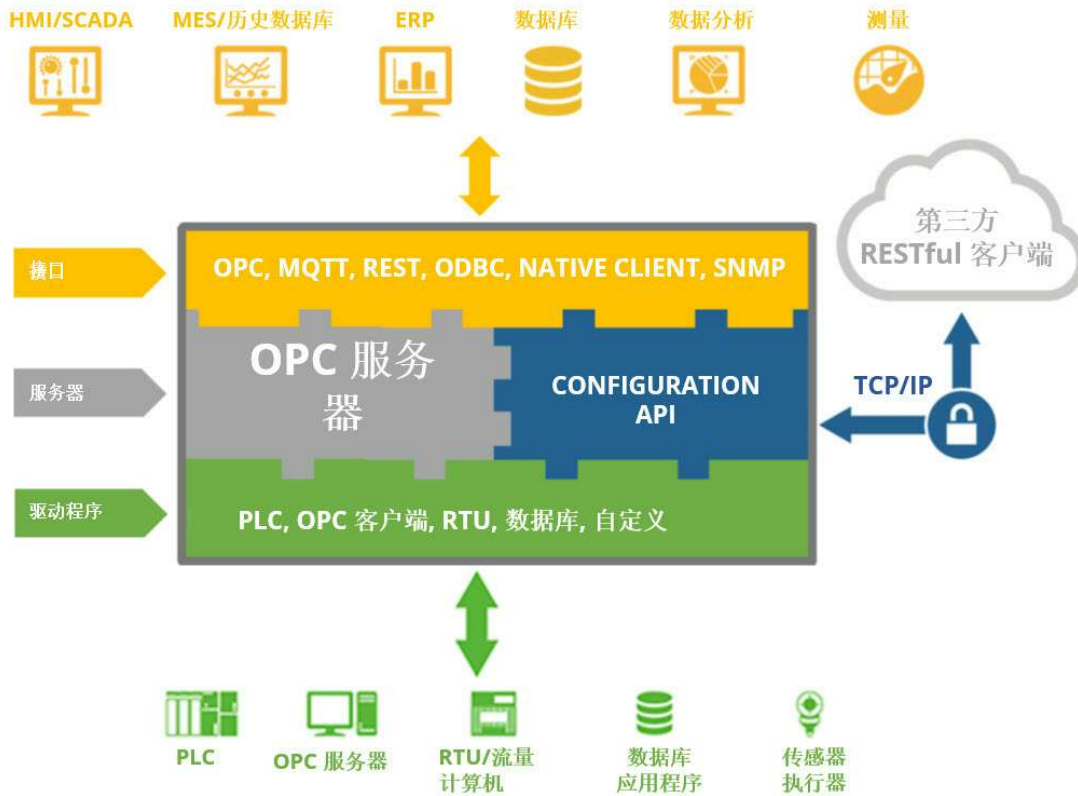 HMI/SCADA
MES/历史数据库
ERP
数据库
数据分析
测量
第三方
RESTful 客户端
接口
OPC, MQTT, REST, ODBC, NATIVE CLIENT, SNMP
服务器
OPC 服务
器
CONFIGURATION
API
TCP/IP
驱动程序
PLC, OPC 客户端, RTU, 数据库, 自定义
PLC
OPC 服务器
RTU/流量
计算机
数据库
应用程序
传感器
执行器